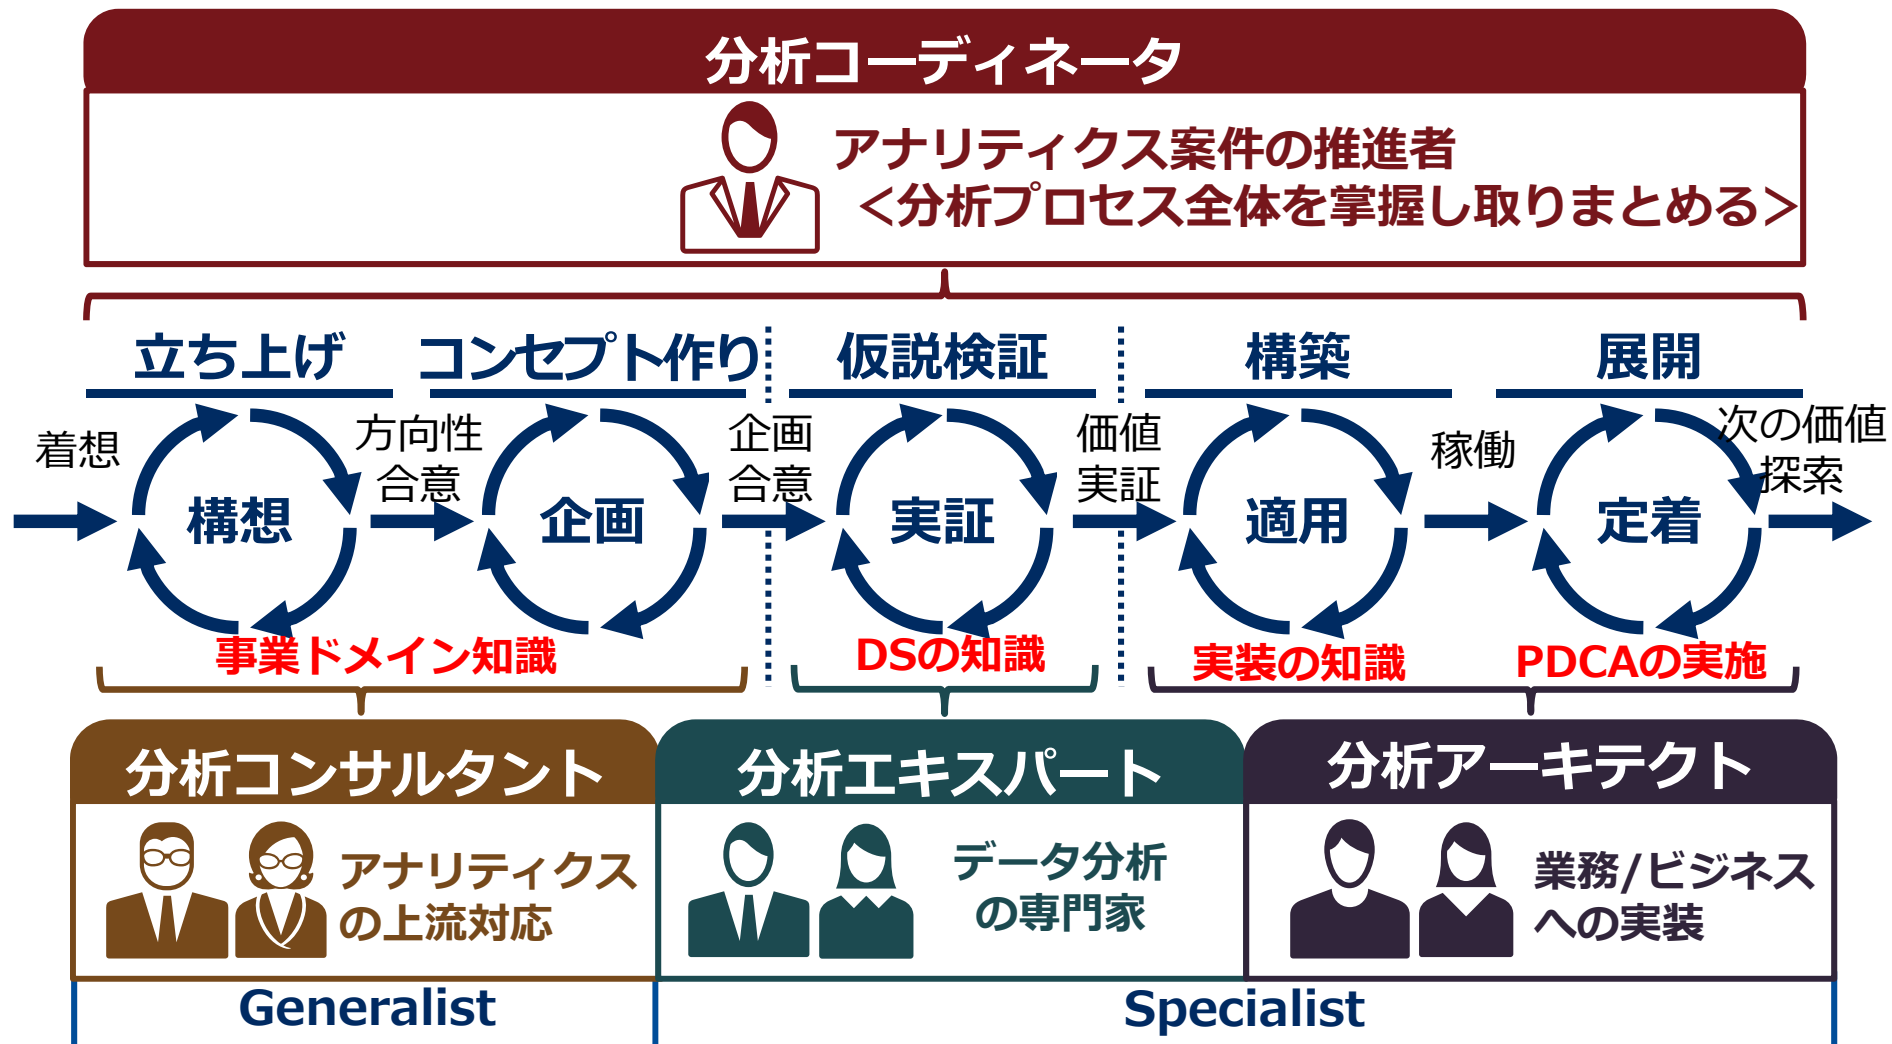 分析コーディネータ
アナリティクス案件の推進者
<分析プロセス全体を掌握し取りまとめる>
立ち上げ
コンセプト作り
仮説検証
構築
展開
着想
方向性
合意
企画
合意
価値
実証
稼働
次の価値
探索
構想
企画
実証
適用
定着
事業ドメイン知識
DSの知識
実装の知識
PDCAの実施
分析コンサルタント
分析エキスパート
分析アーキテクト
アナリティクス
の上流対応
データ分析
の専門家
業務/ビジネス
への実装
Generalist
Specialist